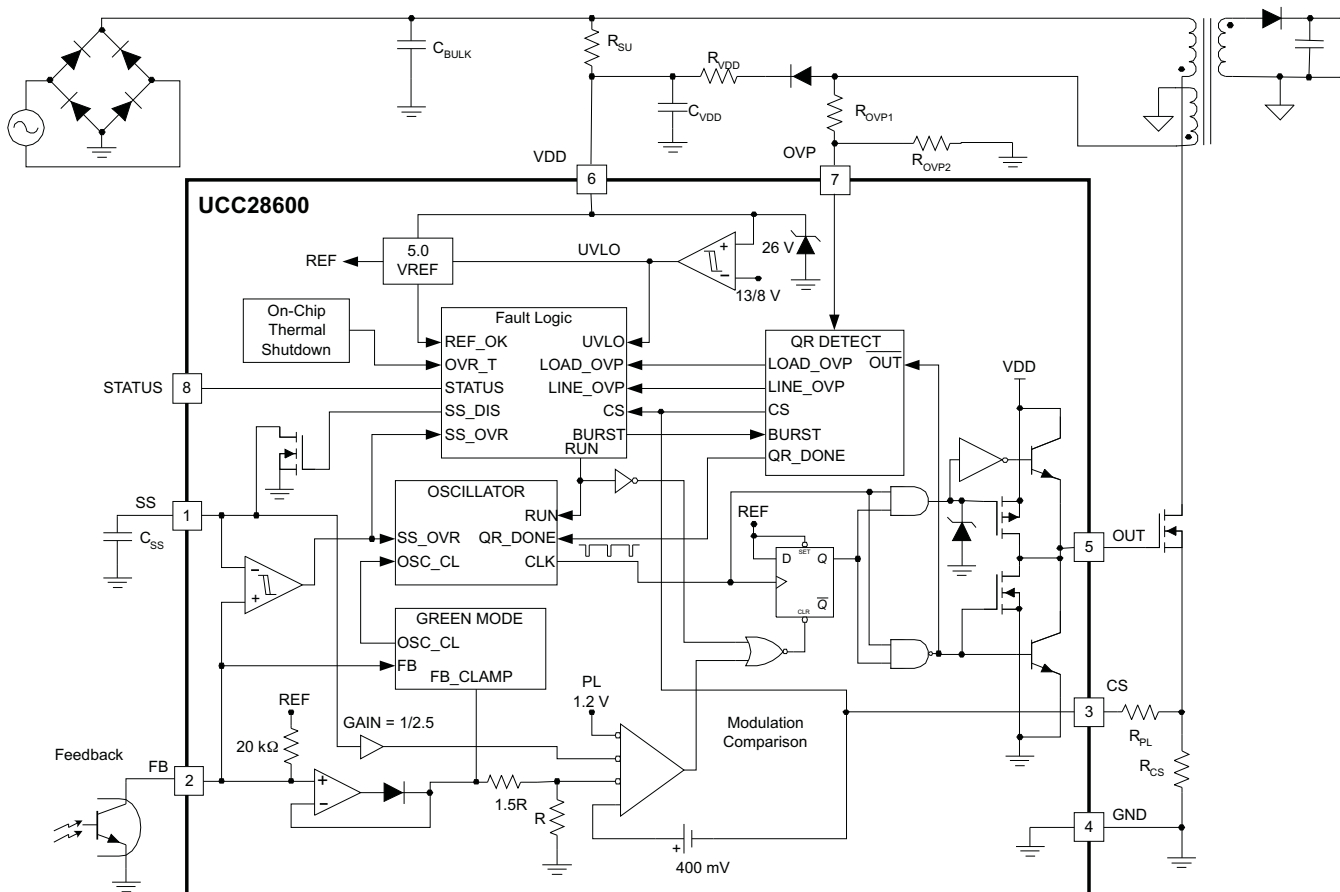 R_SU
C_BULK
R_VDD
C_VDD
R_OVP1
R_OVP2
VDD
OVP
6
7
UCC28600
5.0
VREF
REF
UVLO
+
−
26 V
13/8 V
On-Chip
Thermal
Shutdown
Fault Logic
REF_OK
UVLO
OVR_T
LOAD_OVP
STATUS
LINE_OVP
SS_DIS
CS
SS_OVR
BURST
RUN
QR DETECT
LOAD_OVP
OUT
LINE_OVP
CS
BURST
QR_DONE
VDD
STATUS
8
SS
1
C_SS
−
+
OSCILLATOR
RUN
SS_OVR
QR_DONE
OSC_CL
CLK
REF
SET
D
Q
Q
CLR
5
OUT
GREEN MODE
OSC_CL
FB
FB_CLAMP
REF
20 kΩ
GAIN = 1/2.5
PL
1.2 V
Modulation
Comparison
CS
3
R_PL
R_CS
Feedback
FB
2
+
−
1.5R
R
+
400 mV
4
GND